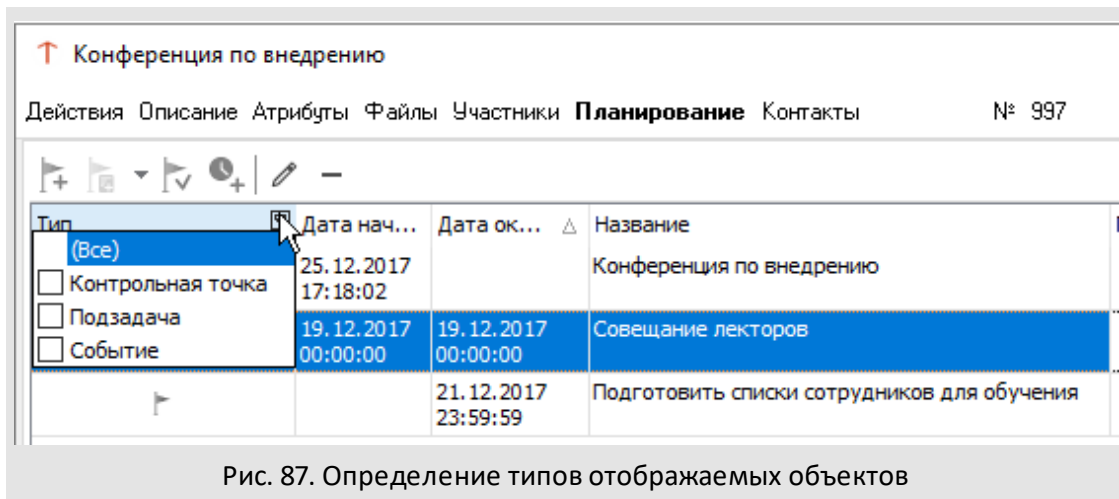 Конференция по внедрению
Действия Описание Атрибуты Файлы Участники Планирование Контакты № 997
Тип Дата нач... Дата ок... Название
(Все)
Контрольная точка
Подзадача
Событие
25.12.2017
17:18:02
Конференция по внедрению
19.12.2017 19.12.2017 Совещание лекторов
00:00:00 00:00:00
21.12.2017 Подготовить списки сотрудников для обучения
23:59:59
Рис. 87. Определение типов отображаемых объектов